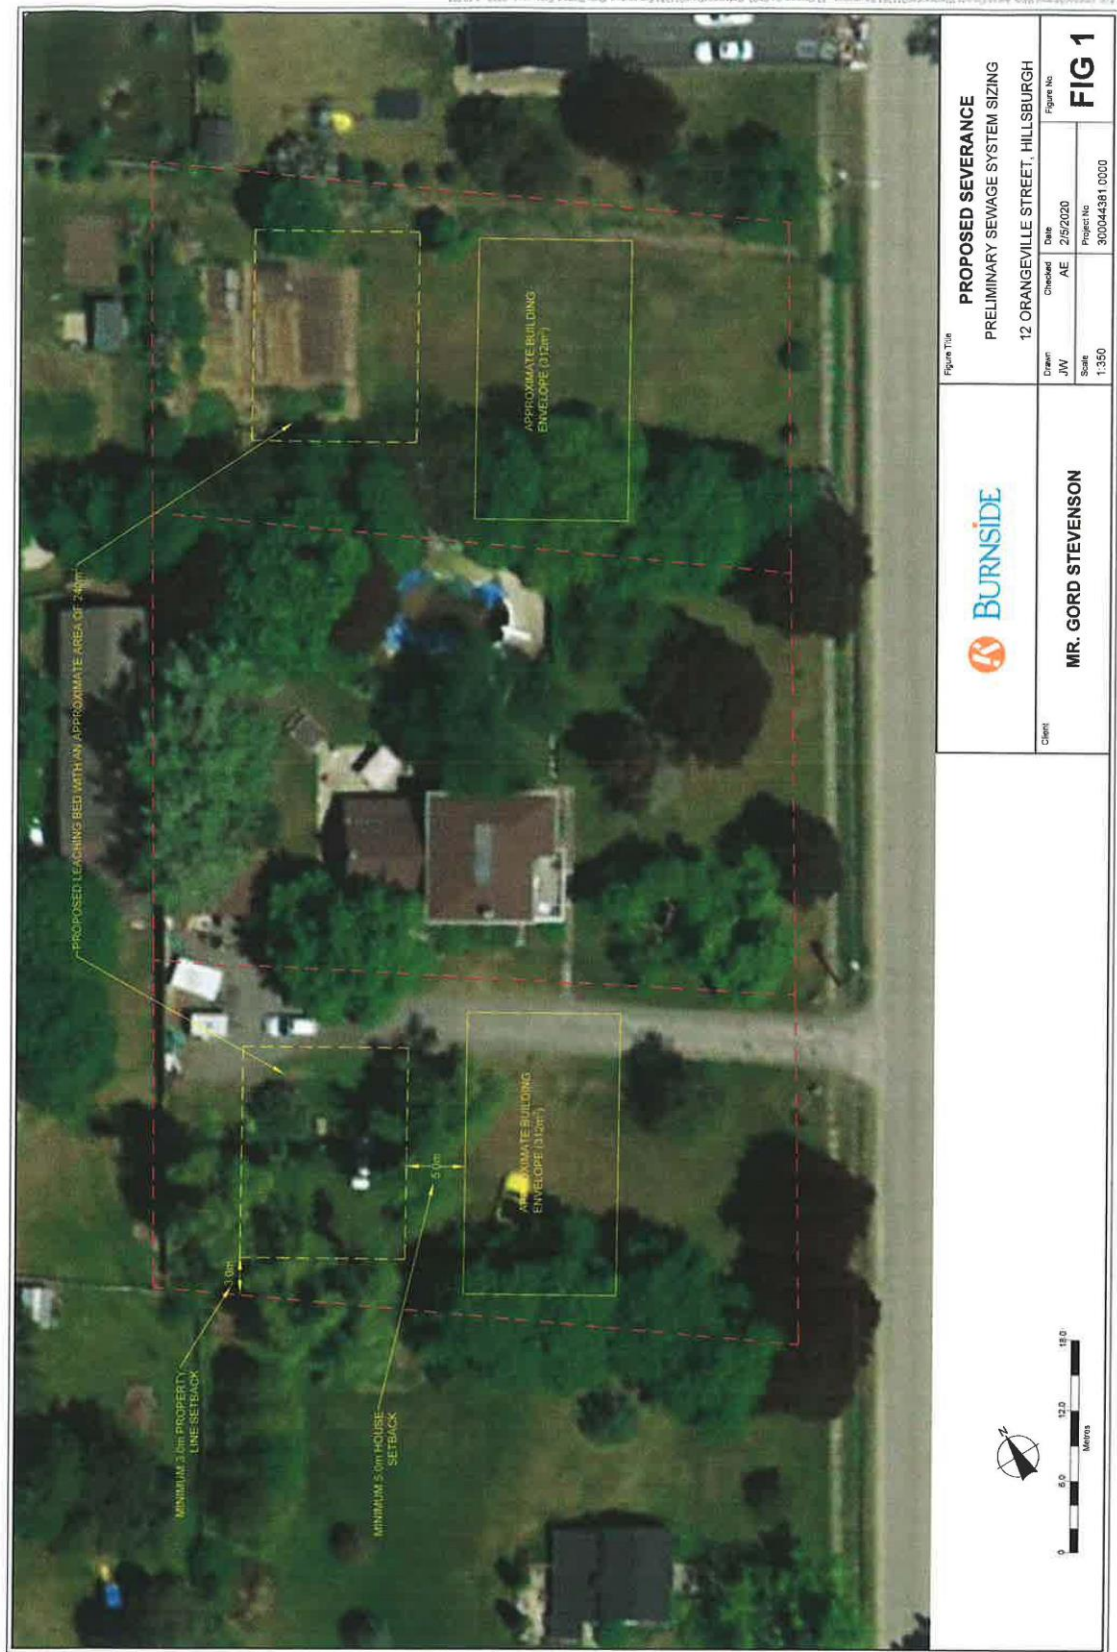 MINIMUM 3.0m PROPERTY
LINE SETBACK
3.0m
PROPOSED LEACHING BED WITH AN APPROXIMATE AREA OF
MINIMUM 5.0m HOUSE
SETBACK
5.0m
APPROXIMATE BUILDING
ENVELOPE (312m²)
APPROXIMATE BUILDING
ENVELOPE (312m²)
N
0 6.0 12.0 18.0
Metres
BURNSIDE
Client
MR. GORD STEVENSON
Figure Title
PROPOSED SEVERANCE
PRELIMINARY SEWAGE SYSTEM SIZING
12 ORANGEVILLE STREET, HILLSBURGH
Drawn
JW
Checked
AE
Date
2/5/2020
Figure No.
FIG 1
Scale
1:350
Project No.
300044381.0000